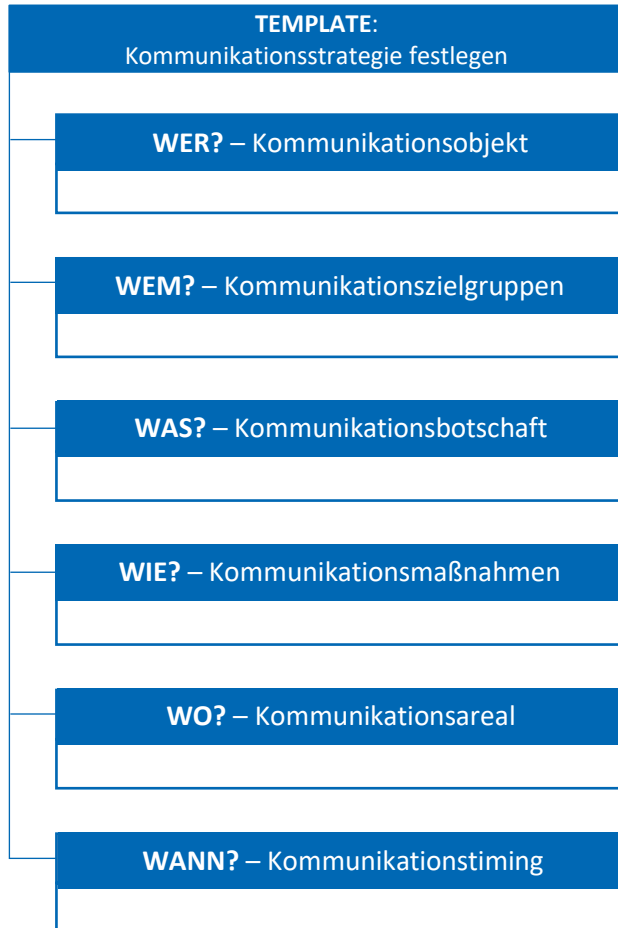 TEMPLATE:
Kommunikationsstrategie festlegen
WER? – Kommunikationsobjekt
WEM? – Kommunikationszielgruppen
WAS? – Kommunikationsbotschaft
WIE? – Kommunikationsmaßnahmen
WO? – Kommunikationsareal
WANN? – Kommunikationstiming